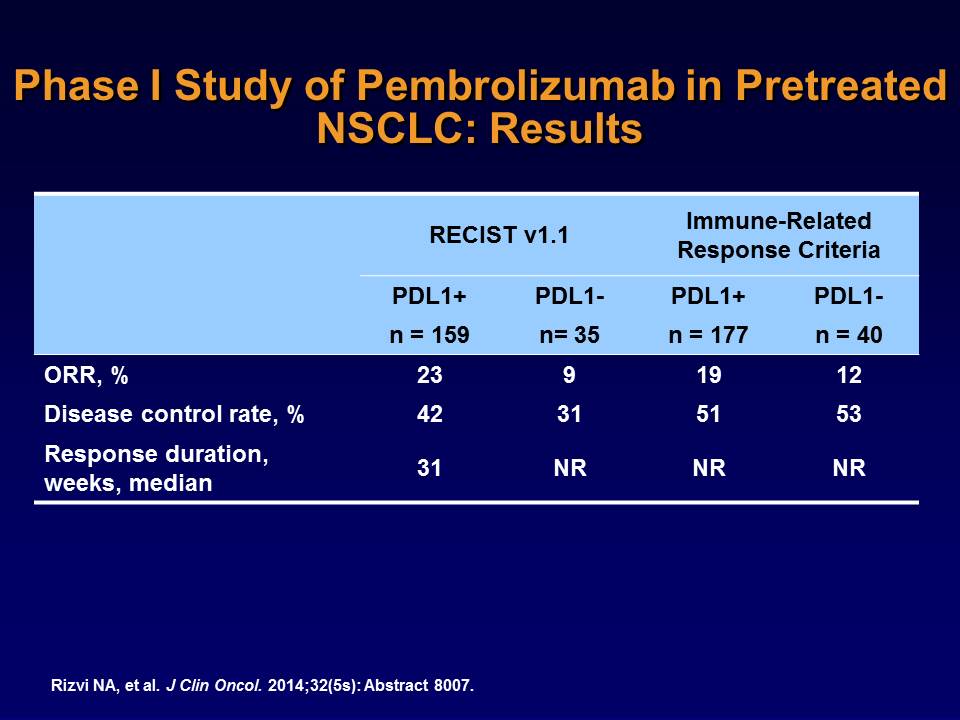 Phase I Study of Pembrolizumab in Pretreated
NSCLC: Results
RECIST v1.1
Immune-Related
Response Criteria
PDL1+ PDL1- PDL1+ PDL1-
n = 159 n= 35 n = 177 n = 40
ORR, % 23 9 19 12
Disease control rate, % 42 31 51 53
Response duration,
weeks, median 31 NR NR NR
Rizvi NA, et al. J Clin Oncol. 2014;32(5s): Abstract 8007.